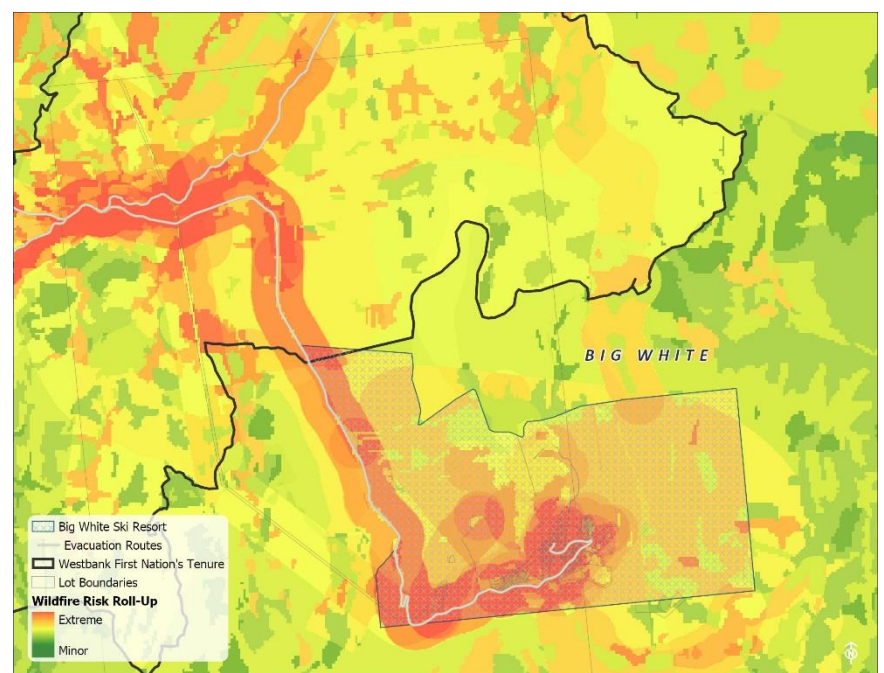 BIG WHITE
Big White Ski Resort
Evacuation Routes
Westbank First Nation's Tenure
Lot Boundaries
Wildfire Risk Roll-Up
Extreme
Minor
N